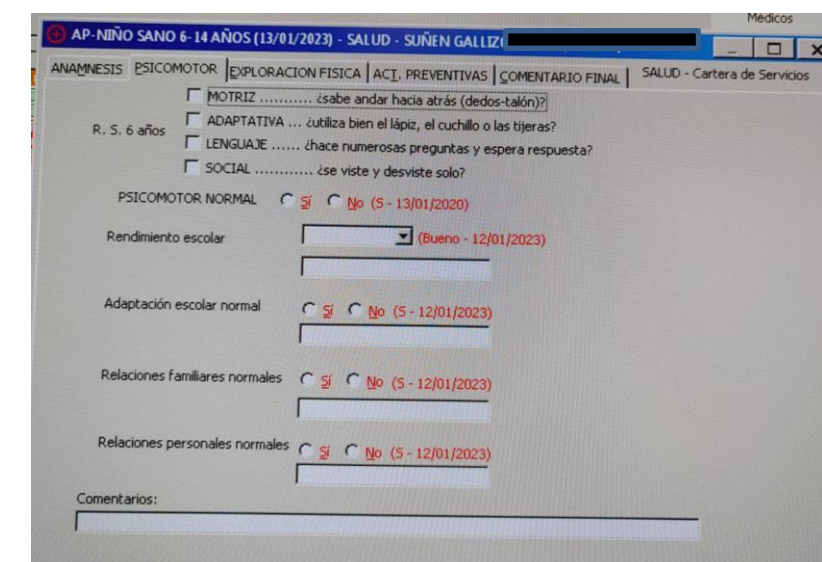 Médicos
AP-NIÑO SANO 6-14 AÑOS (13/01/2023) - SALUD - SUÑEN GALLIZ
ANAMNESIS PSICOMOTOR EXPLORACION FISICA ACT. PREVENTIVAS COMENTARIO FINAL SALUD - Cartera de Servicios
MOTRIZ ........... ¿sabe andar hacia atrás (dedos-talón)?
R. S. 6 años ADAPTATIVA ... ¿utiliza bien el lápiz, el cuchillo o las tijeras?
LENGUAJE ...... ¿hace numerosas preguntas y espera respuesta?
SOCIAL ............ ¿se viste y desviste solo?
PSICOMOTOR NORMAL Sí No (S - 13/01/2020)
Rendimiento escolar (Bueno - 12/01/2023)
Adaptación escolar normal Sí No (S - 12/01/2023)
Relaciones familiares normales Sí No (S - 12/01/2023)
Relaciones personales normales Sí No (S - 12/01/2023)
Comentarios: